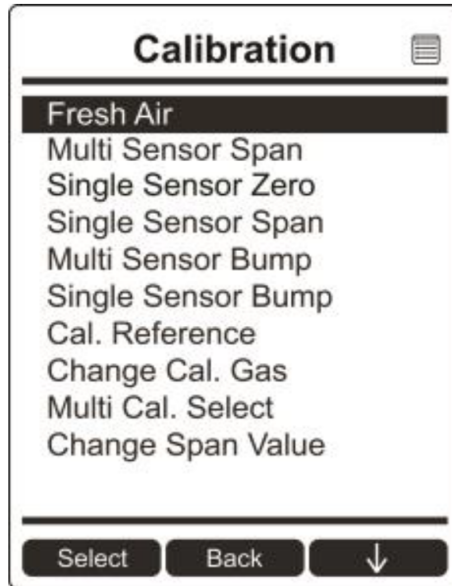 Calibration
Fresh Air
Multi Sensor Span
Single Sensor Zero
Single Sensor Span
Multi Sensor Bump
Single Sensor Bump
Cal. Reference
Change Cal. Gas
Multi Cal. Select
Change Span Value
Select Back ↓